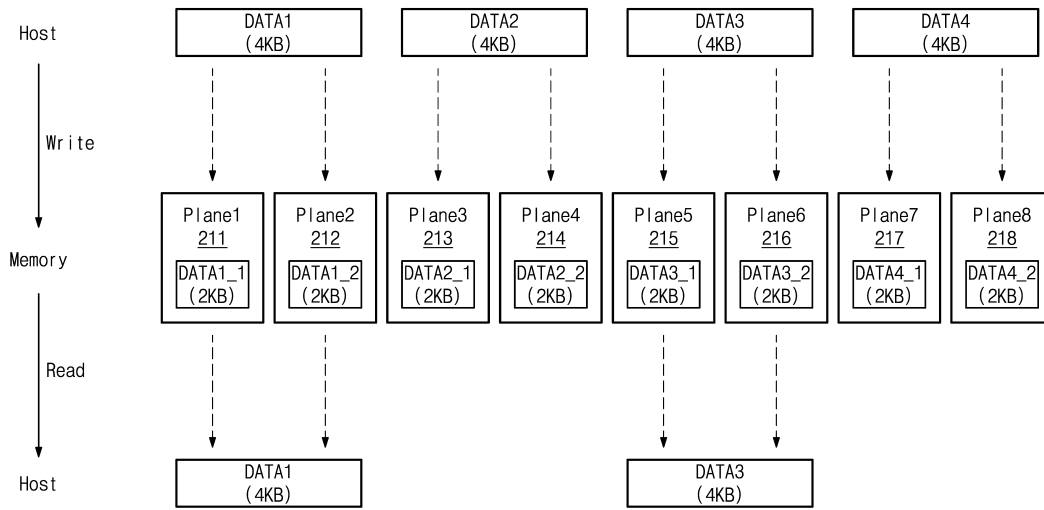 Host
DATA1
(4KB)
DATA2
(4KB)
DATA3
(4KB)
DATA4
(4KB)
Write
Memory
Plane1
211
DATA1_1
(2KB)
Plane2
212
DATA1_2
(2KB)
Plane3
213
DATA2_1
(2KB)
Plane4
214
DATA2_2
(2KB)
Plane5
215
DATA3_1
(2KB)
Plane6
216
DATA3_2
(2KB)
Plane7
217
DATA4_1
(2KB)
Plane8
218
DATA4_2
(2KB)
Read
Host
DATA1
(4KB)
DATA3
(4KB)